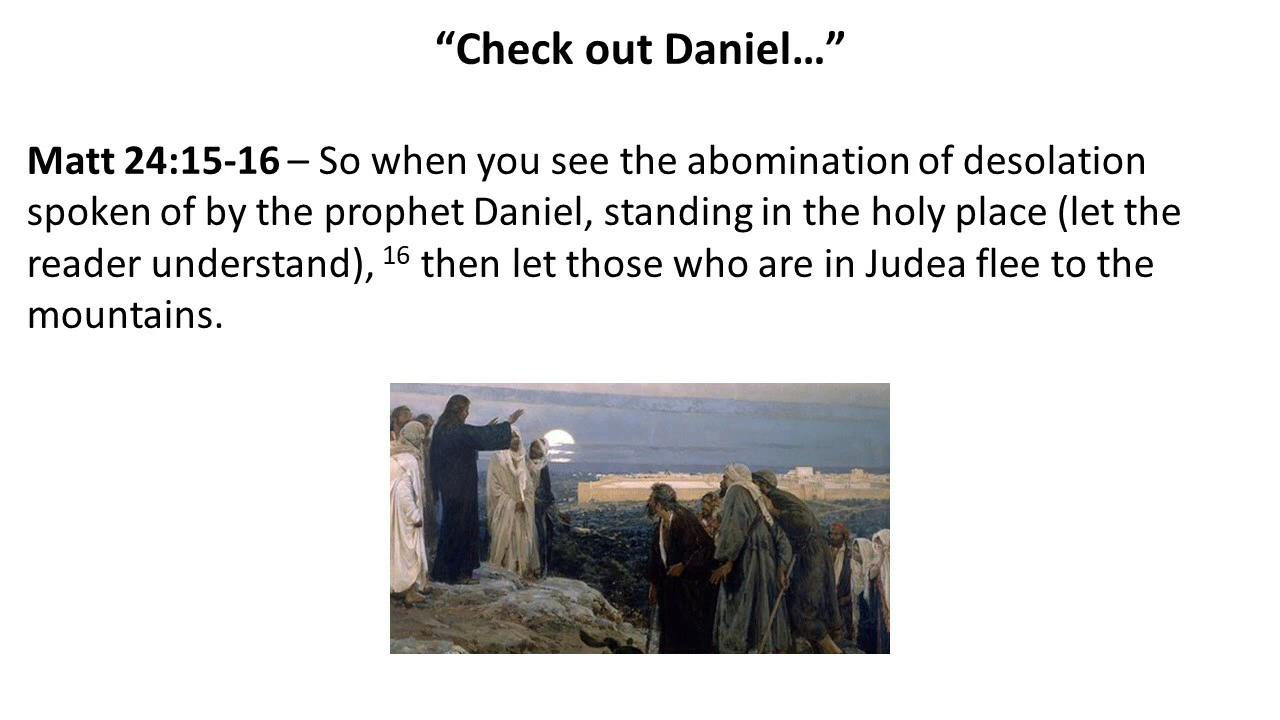 “Check out Daniel…”
Matt 24:15-16 – So when you see the abomination of desolation
spoken of by the prophet Daniel, standing in the holy place (let the
reader understand), 16 then let those who are in Judea flee to the
mountains.